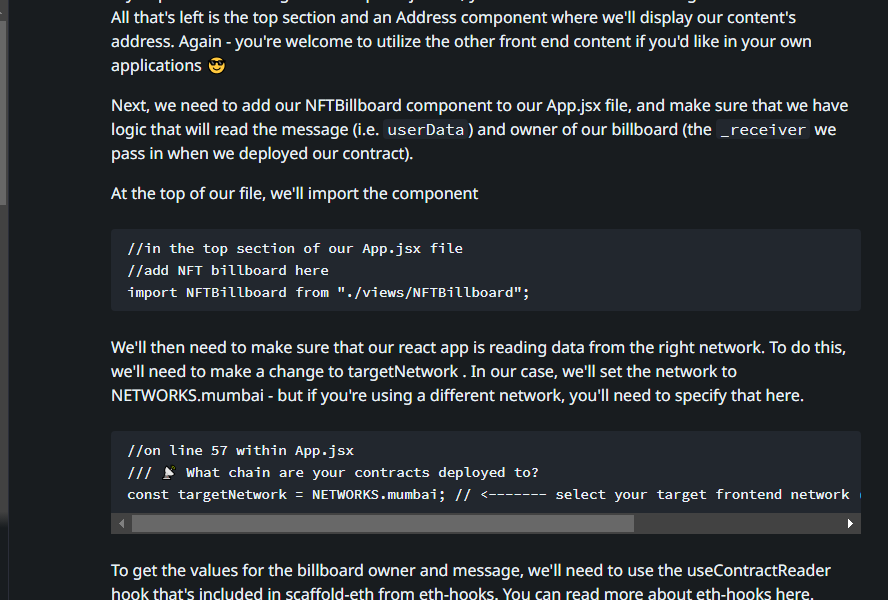 All that's left is the top section and an Address component where we'll display our content's
address. Again - you're welcome to utilize the other front end content if you'd like in your own
applications 😎
Next, we need to add our NFTBillboard component to our App.jsx file, and make sure that we have
logic that will read the message (i.e. userData) and owner of our billboard (the _receiver we
pass in when we deployed our contract).
At the top of our file, we'll import the component
//in the top section of our App.jsx file
//add NFT billboard here
import NFTBillboard from "./views/NFTBillboard";
We'll then need to make sure that our react app is reading data from the right network. To do this,
we'll need to make a change to targetNetwork . In our case, we'll set the network to
NETWORKS.mumbai - but if you're using a different network, you'll need to specify that here.
//on line 57 within App.jsx
/// 📡 What chain are your contracts deployed to?
const targetNetwork = NETWORKS.mumbai; // <------- select your target frontend network
To get the values for the billboard owner and message, we'll need to use the useContractReader
hook that's included in scaffold-eth from eth-hooks. You can read more about eth-hooks here.